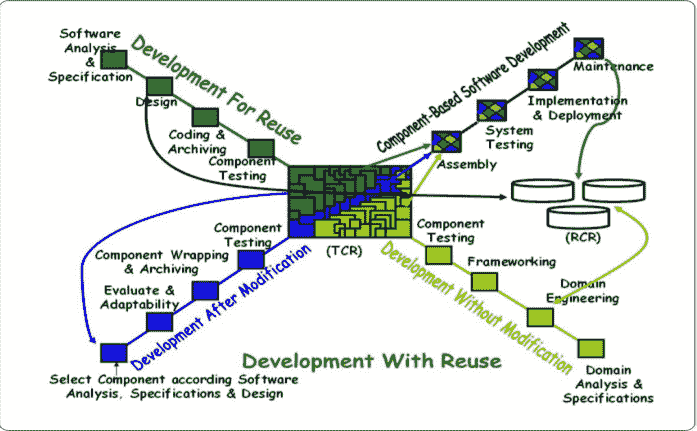 Software
Analysis
&
Specification
Design
Coding &
Archiving
Component
Testing
Development For Reuse
Component-Based Software Development
Maintenance
Implementation
& Deployment
System
Testing
Assembly
(RCR)
(TCR)
Component
Testing
Component Wrapping
& Archiving
Evaluate &
Adaptability
Development After Modification
Select Component according Software
Analysis, Specifications & Design
Component
Testing
Frameworking
Domain
Engineering
Domain
Analysis &
Specifications
Development Without Modification
Development With Reuse